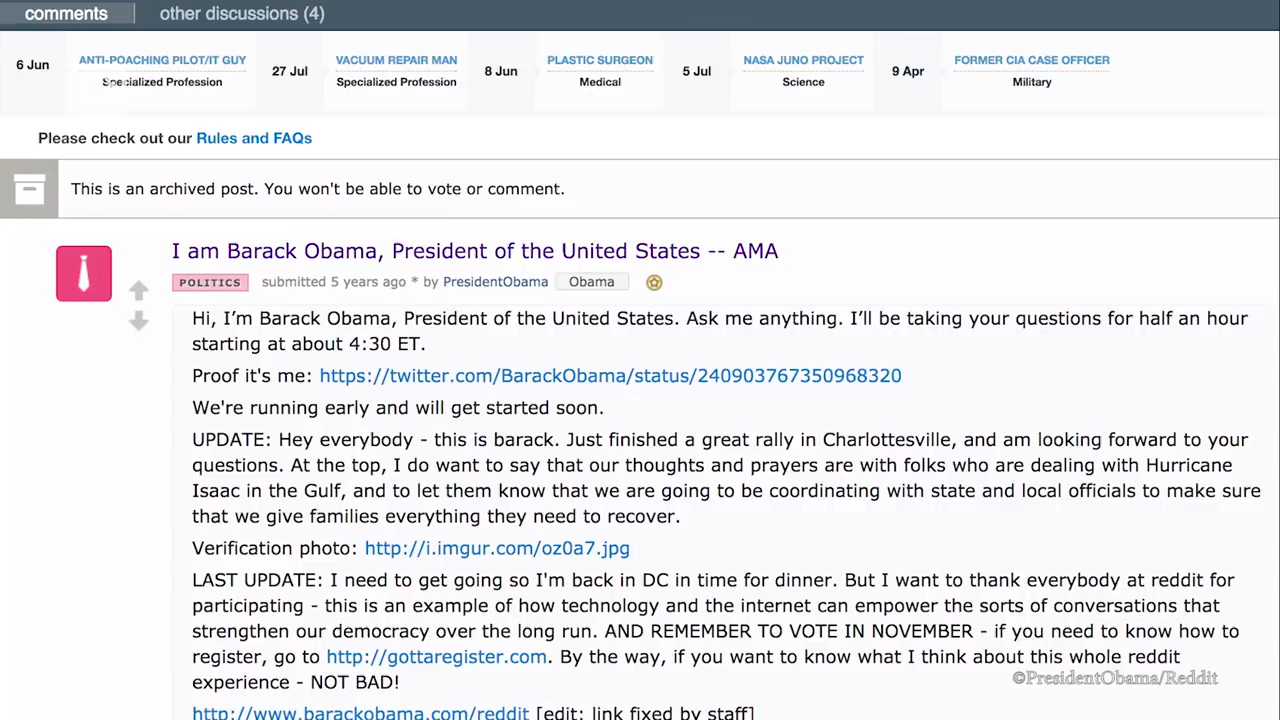 comments other discussions (4)
6 Jun ANTI-POACHING PILOT/IT GUY 27 Jul VACUUM REPAIR MAN 8 Jun PLASTIC SURGEON 5 Jul NASA JUNO PROJECT 9 Apr FORMER CIA CASE OFFICER
Specialized Profession Specialized Profession Medical Science Military
Please check out our Rules and FAQs
This is an archived post. You won't be able to vote or comment.
I am Barack Obama, President of the United States -- AMA
POLITICS submitted 5 years ago * by PresidentObama Obama
Hi, I’m Barack Obama, President of the United States. Ask me anything. I’ll be taking your questions for half an hour
starting at about 4:30 ET.
Proof it's me: https://twitter.com/BarackObama/status/240903767350968320
We're running early and will get started soon.
UPDATE: Hey everybody - this is barack. Just finished a great rally in Charlottesville, and am looking forward to your
questions. At the top, I do want to say that our thoughts and prayers are with folks who are dealing with Hurricane
Isaac in the Gulf, and to let them know that we are going to be coordinating with state and local officials to make sure
that we give families everything they need to recover.
Verification photo: http://i.imgur.com/oz0a7.jpg
LAST UPDATE: I need to get going so I'm back in DC in time for dinner. But I want to thank everybody at reddit for
participating - this is an example of how technology and the internet can empower the sorts of conversations that
strengthen our democracy over the long run. AND REMEMBER TO VOTE IN NOVEMBER - if you need to know how to
register, go to http://gottaregister.com. By the way, if you want to know what I think about this whole reddit
experience - NOT BAD!
©PresidentObama/Reddit
http://www.barackobama.com/reddit [edit: link fixed by staff]